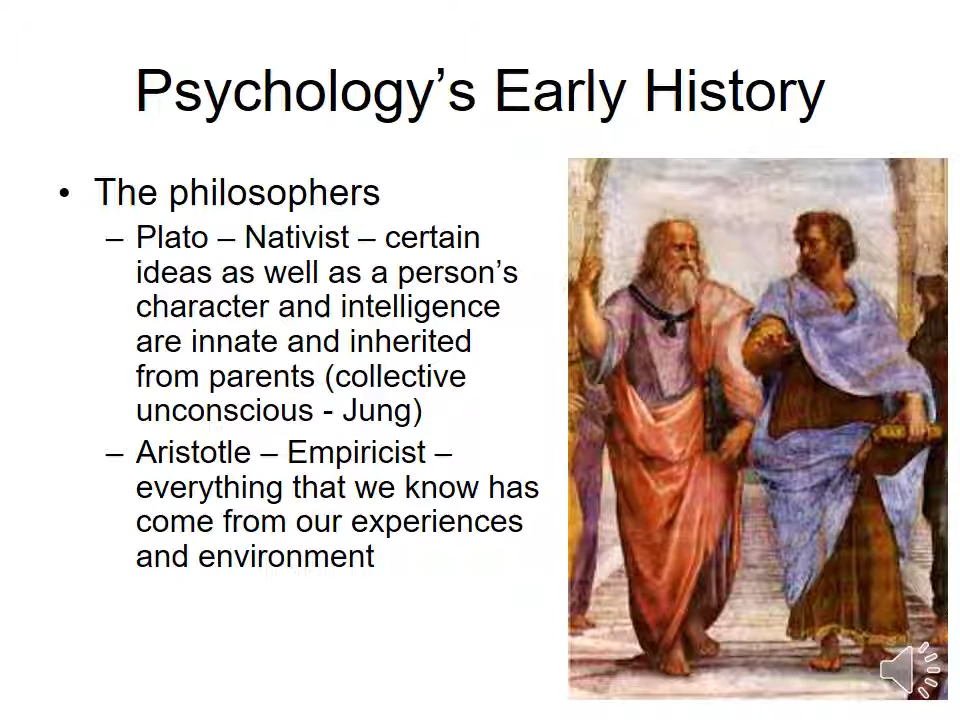 Psychology’s Early History
• The philosophers
– Plato – Nativist – certain
ideas as well as a person’s
character and intelligence
are innate and inherited
from parents (collective
unconscious - Jung)
– Aristotle – Empiricist –
everything that we know has
come from our experiences
and environment